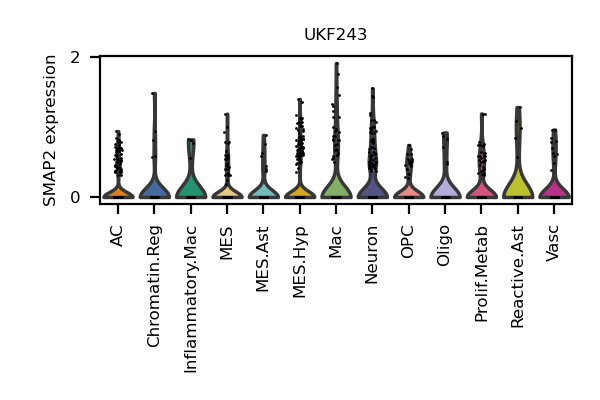 UKF243
SMAP2 expression
2
0
AC
Chromatin.Reg
Inflammatory.Mac
MES
MES.Ast
MES.Hyp
Mac
Neuron
OPC
Oligo
Prolif.Metab
Reactive.Ast
Vasc